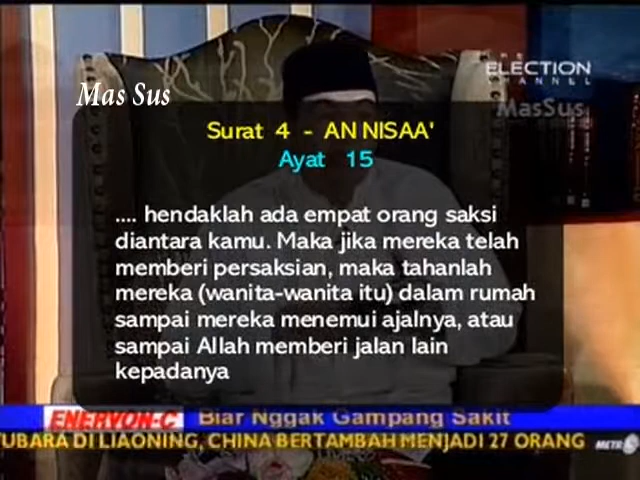 The
ELECTION
CHANNEL
Mas Sus
MasSus
Surat 4 - AN NISAA'
Ayat 15
.... hendaklah ada empat orang saksi
diantara kamu. Maka jika mereka telah
memberi persaksian, maka tahanlah
mereka (wanita-wanita itu) dalam rumah
sampai mereka menemui ajalnya, atau
sampai Allah memberi jalan lain
kepadanya
ENERVON-C Biar Nggak Gampang Sakit
TUBARA DI LIAONING, CHINA BERTAMBAH MENJADI 27 ORANG METRO